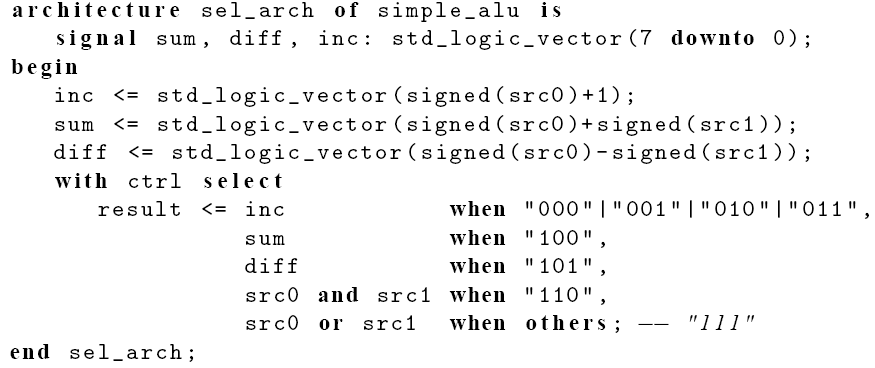 architecture sel_arch of simple_alu is
signal sum, diff, inc: std_logic_vector(7 downto 0);
begin
inc <= std_logic_vector(signed(src0)+1);
sum <= std_logic_vector(signed(src0)+signed(src1));
diff <= std_logic_vector(signed(src0)-signed(src1));
with ctrl select
result <= inc when "000"|"001"|"010"|"011",
sum when "100",
diff when "101",
src0 and src1 when "110",
src0 or src1 when others; -- "111"
end sel_arch;